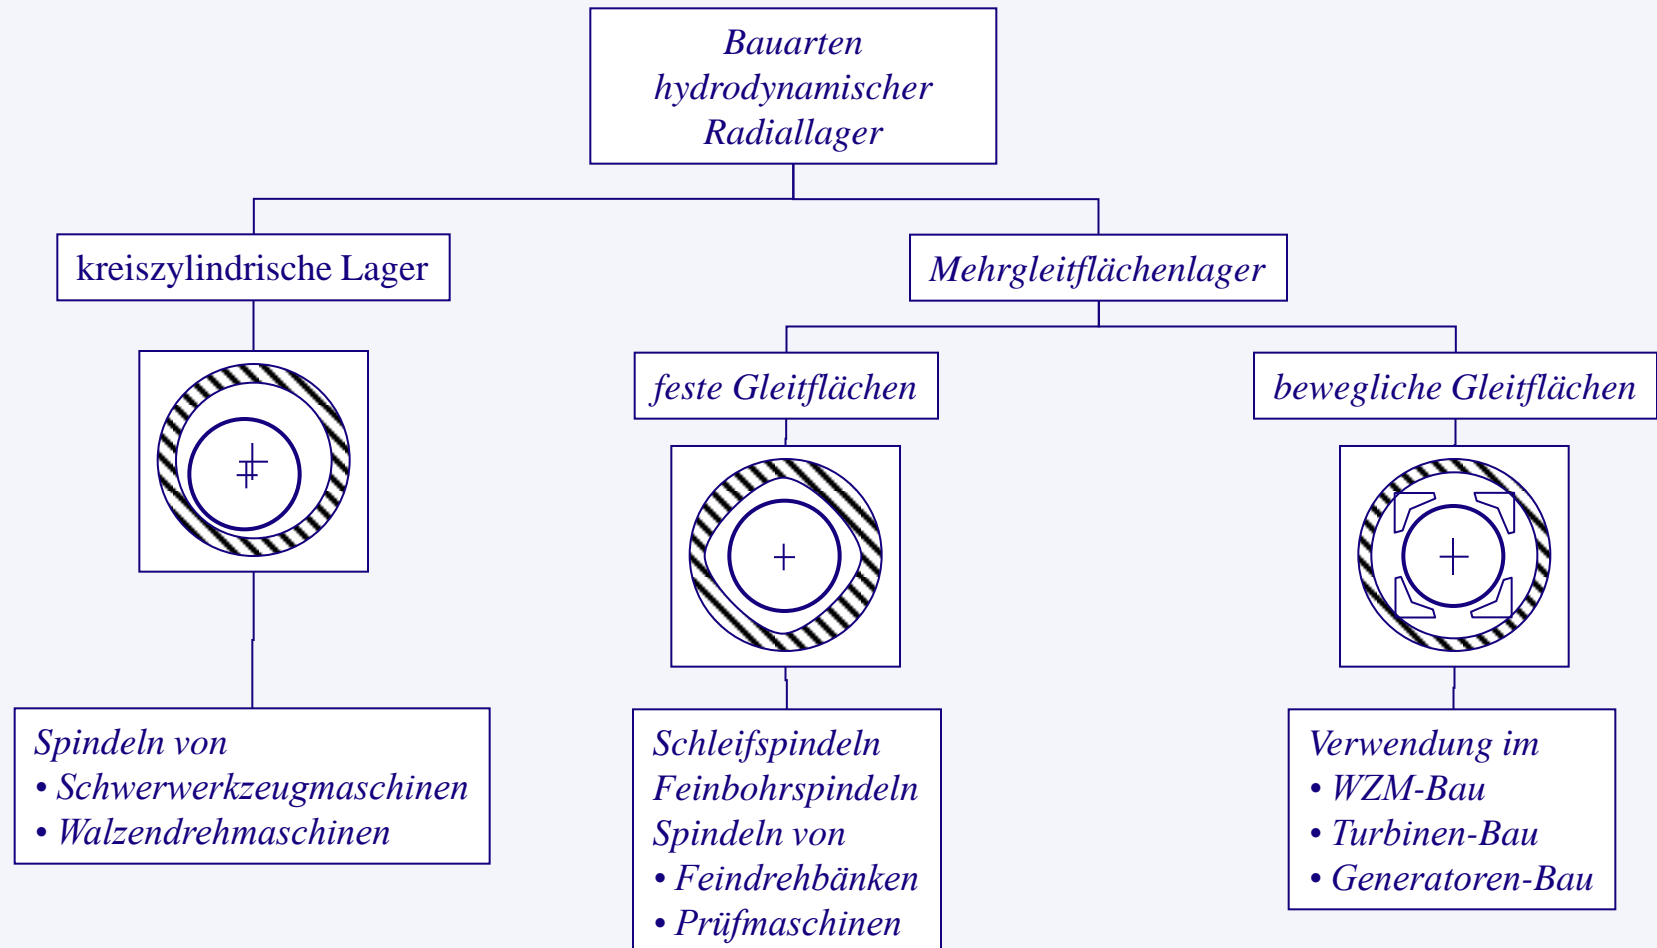 Bauarten
hydrodynamischer
Radiallager
kreiszylindrische Lager
Mehrgleitflächenlager
feste Gleitflächen
bewegliche Gleitflächen
Spindeln von
• Schwerwerkzeugmaschinen
• Walzendrehmaschinen
Schleifspindeln
Feinbohrspindeln
Spindeln von
• Feindrehbänken
• Prüfmaschinen
Verwendung im
• WZM-Bau
• Turbinen-Bau
• Generatoren-Bau